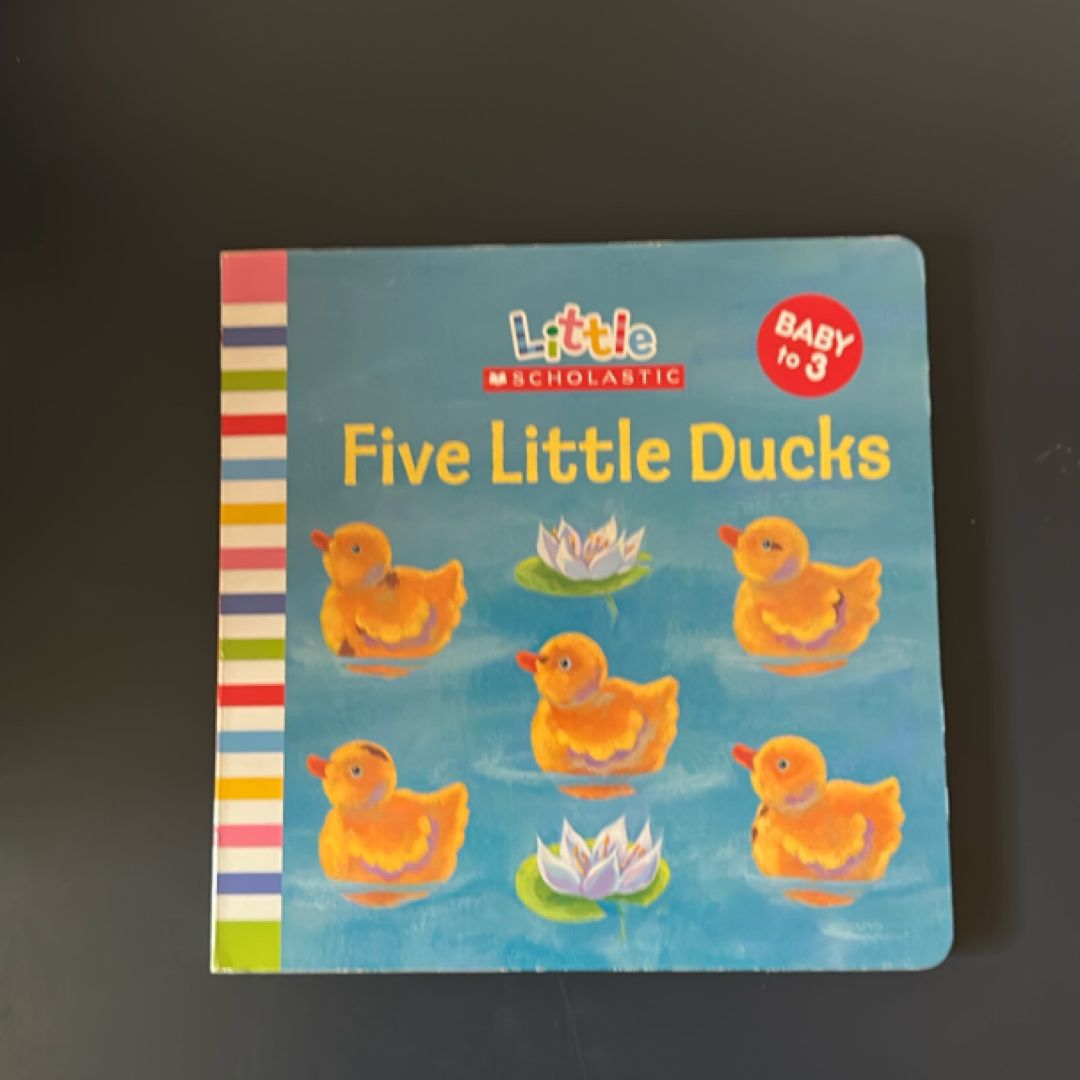 Little
SCHOLASTIC
BABY
to 3
Five Little Ducks